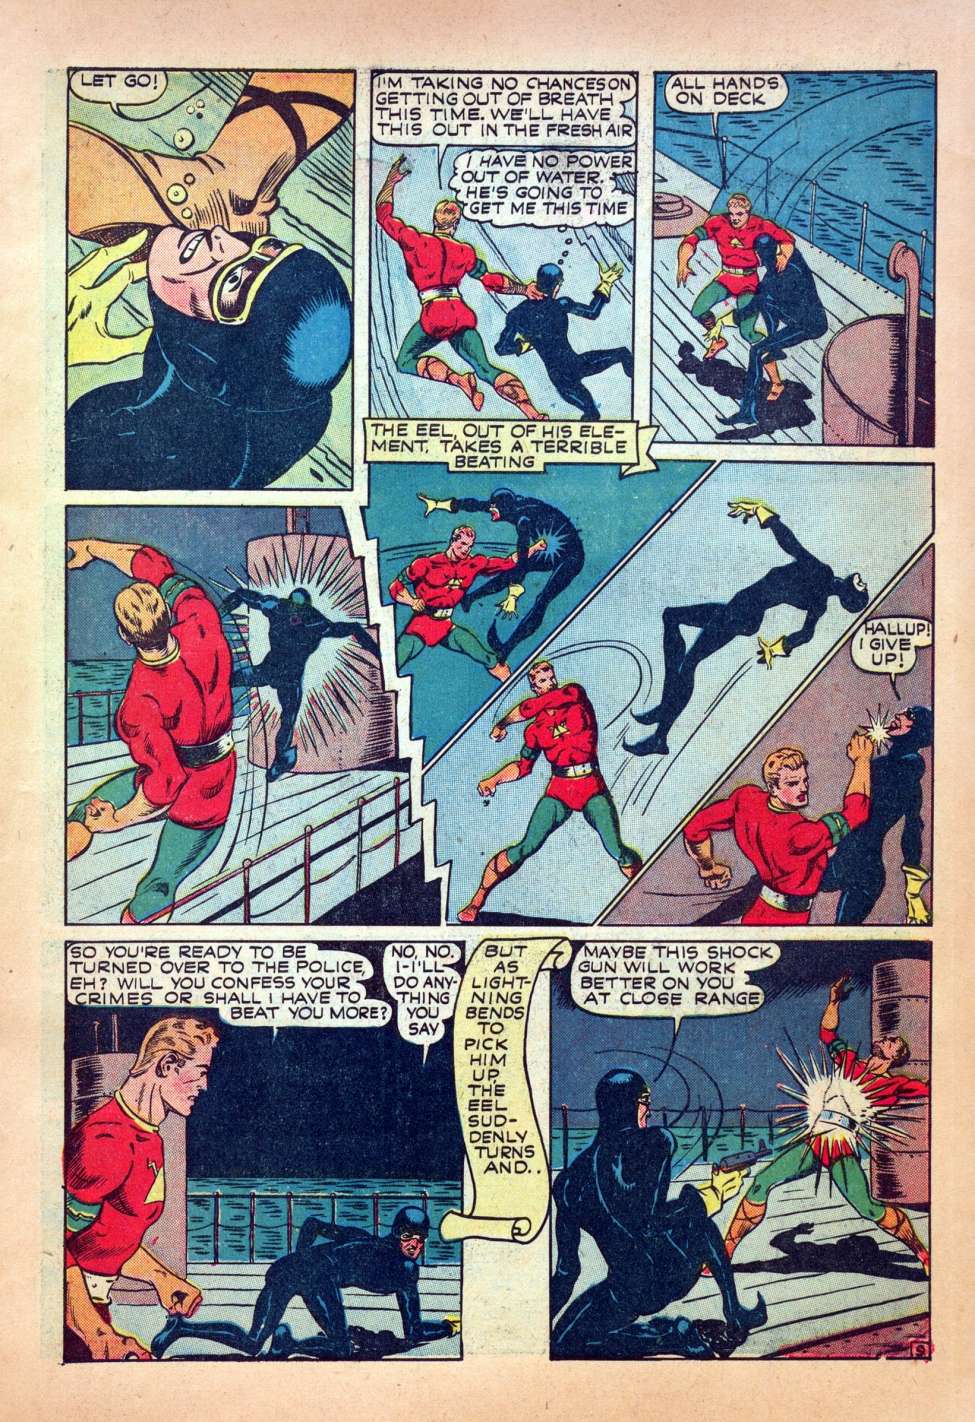 LET GO!
I'M TAKING NO CHANCES ON
GETTING OUT OF BREATH
THIS TIME. WE'LL HAVE
THIS OUT IN THE FRESH AIR
I HAVE NO POWER
OUT OF WATER.
HE'S GOING TO
GET ME THIS TIME
ALL HANDS
ON DECK
THE EEL, OUT OF HIS ELE-
MENT, TAKES A TERRIBLE
BEATING
HALLUP!
I GIVE
UP!
SO YOU'RE READY TO BE
TURNED OVER TO THE POLICE,
EH? WILL YOU CONFESS YOUR
CRIMES OR SHALL I HAVE TO
BEAT YOU MORE?
NO, NO.
I-I'LL
DO ANY-
THING
YOU
SAY
BUT
AS
LIGHT-
NING
BENDS
TO
PICK
HIM
UP,
THE
EEL
SUD-
DENLY
TURNS
AND..
MAYBE THIS SHOCK
GUN WILL WORK
BETTER ON YOU
AT CLOSE RANGE
9